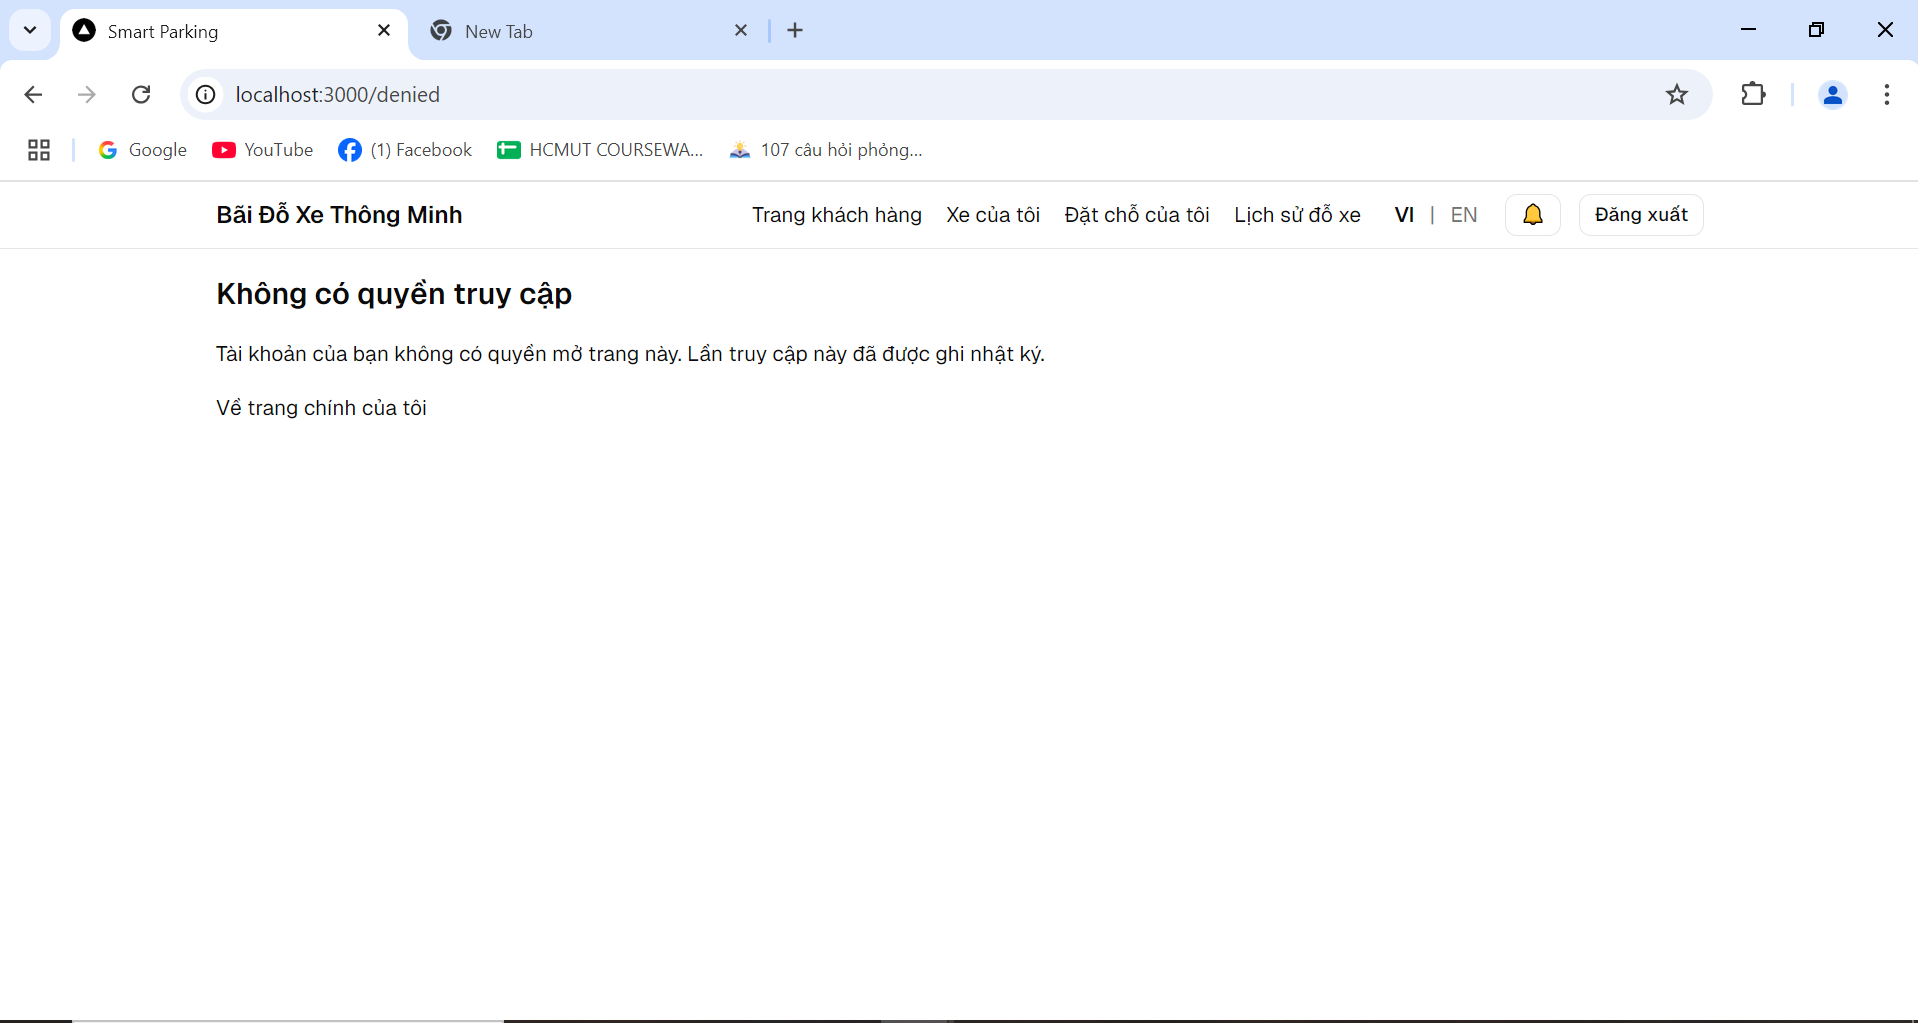 Smart Parking
New Tab
localhost:3000/denied
Google
YouTube
(1) Facebook
HCMUT COURSEWA...
107 câu hỏi phỏng...
Bãi Đỗ Xe Thông Minh
Trang khách hàng
Xe của tôi
Đặt chỗ của tôi
Lịch sử đỗ xe
VI | EN
Đăng xuất
Không có quyền truy cập
Tài khoản của bạn không có quyền mở trang này. Lần truy cập này đã được ghi nhật ký.
Về trang chính của tôi